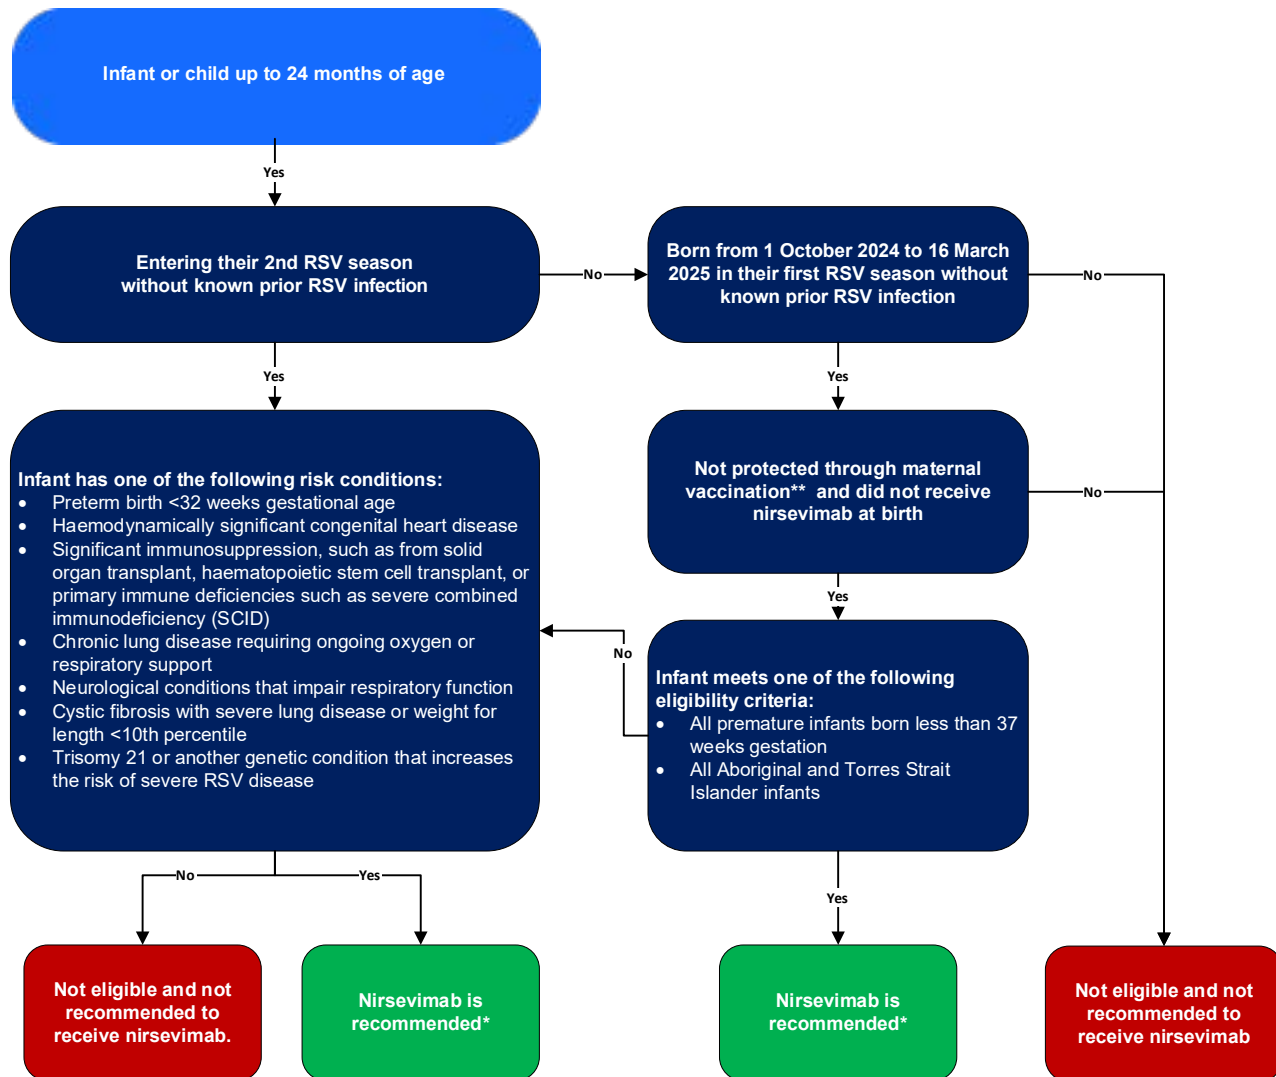 Infant or child up to 24 months of age
Yes
Entering their 2nd RSV season
without known prior RSV infection
No
Born from 1 October 2024 to 16 March
2025 in their first RSV season without
known prior RSV infection
No
Yes
Yes
Infant has one of the following risk conditions:
• Preterm birth <32 weeks gestational age
• Haemodynamically significant congenital heart disease
• Significant immunosuppression, such as from solid
organ transplant, haematopoietic stem cell transplant, or
primary immune deficiencies such as severe combined
immunodeficiency (SCID)
• Chronic lung disease requiring ongoing oxygen or
respiratory support
• Neurological conditions that impair respiratory function
• Cystic fibrosis with severe lung disease or weight for
length <10th percentile
• Trisomy 21 or another genetic condition that increases
the risk of severe RSV disease
Not protected through maternal
vaccination** and did not receive
nirsevimab at birth
No
Yes
No
Infant meets one of the following
eligibility criteria:
• All premature infants born less than 37
weeks gestation
• All Aboriginal and Torres Strait
Islander infants
No
Yes
Yes
Not eligible and not
recommended to
receive nirsevimab.
Nirsevimab is
recommended*
Nirsevimab is
recommended*
Not eligible and not
recommended to
receive nirsevimab